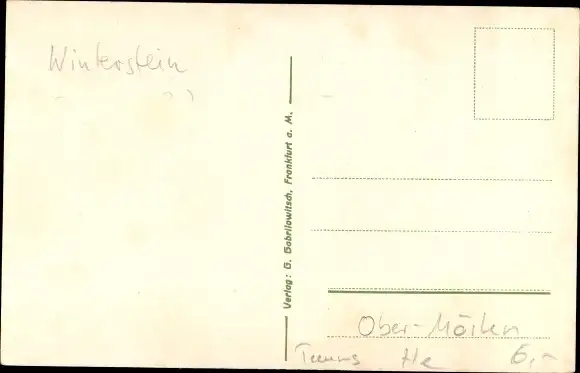 Winterstein
Verlag: G. Gabrilowitsch, Frankfurt a. M.
Ober-Mörlen
Taunus He 6,-